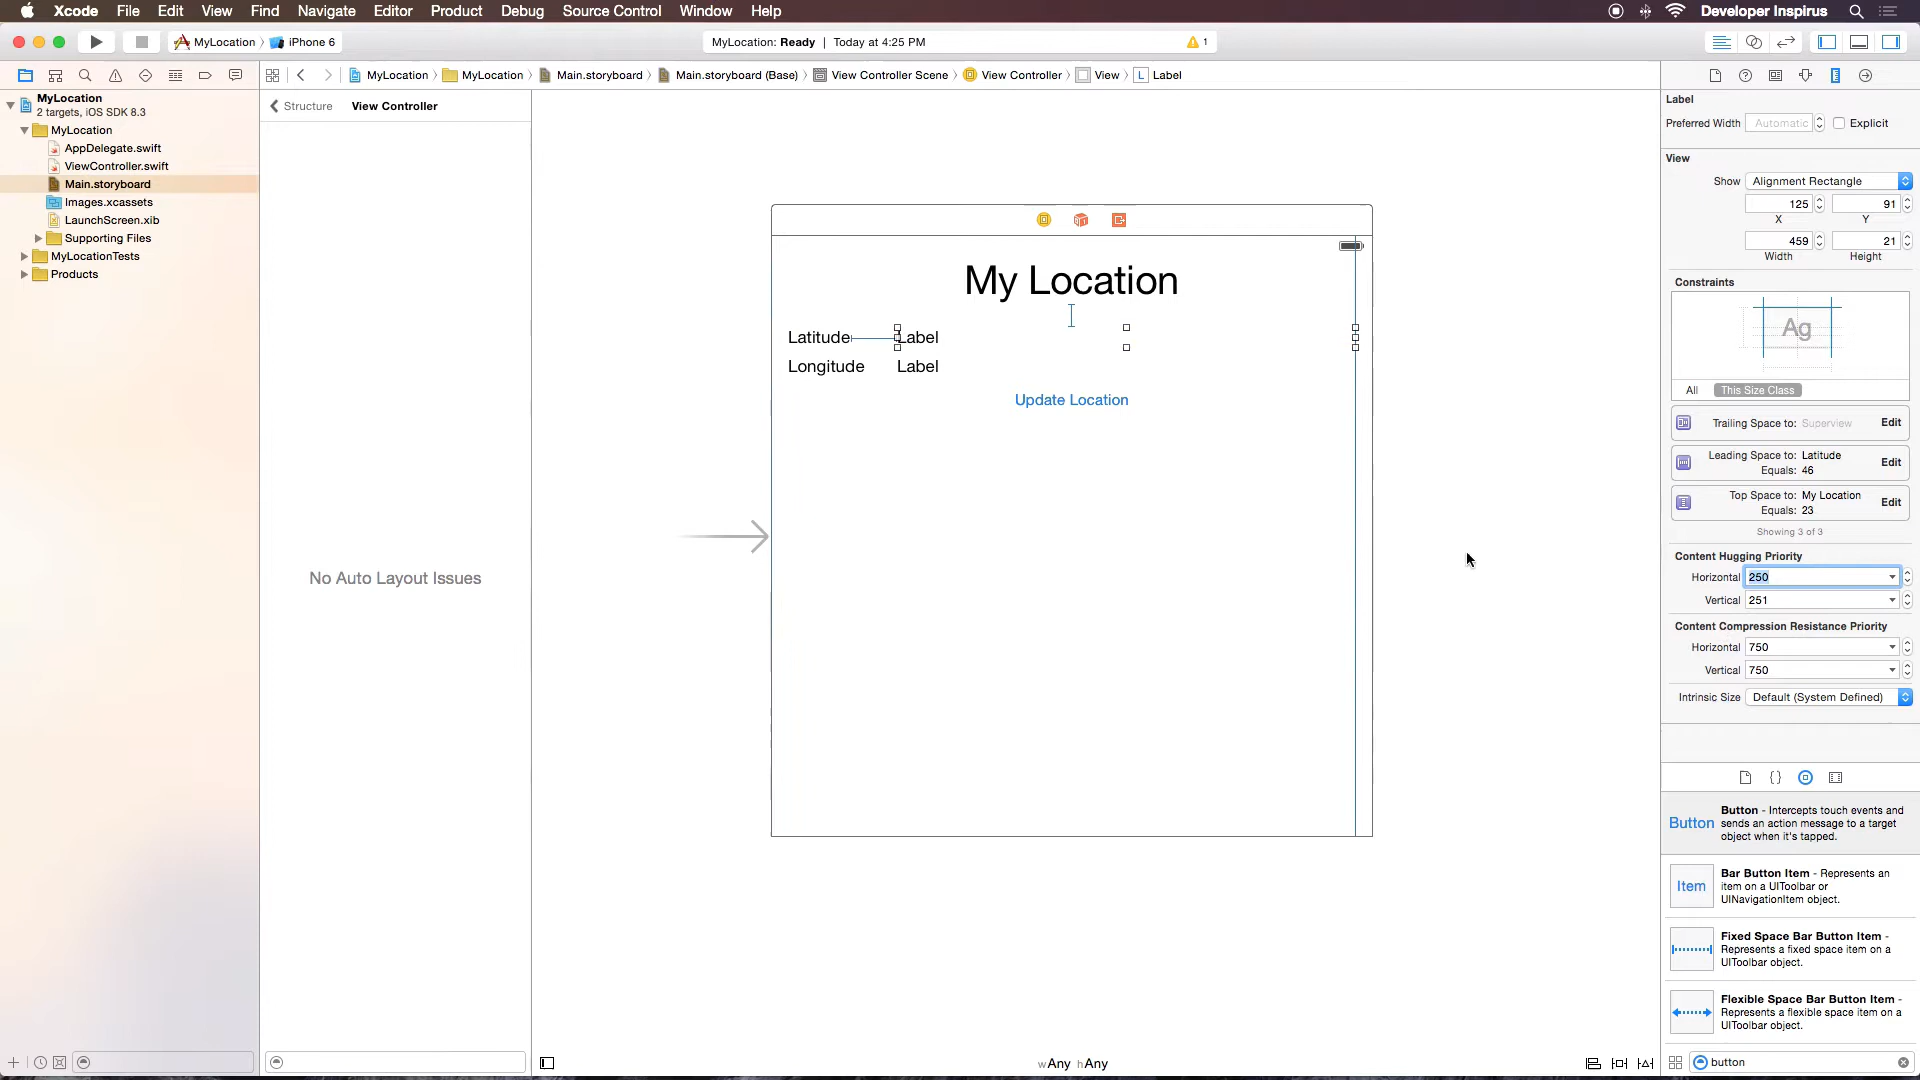 Xcode File Edit View Find Navigate Editor Product Debug Source Control Window Help Developer Inspirus
MyLocation iPhone 6 MyLocation: Ready | Today at 4:25 PM 1
MyLocation MyLocation Main.storyboard Main.storyboard (Base) View Controller Scene View Controller View L Label
MyLocation
2 targets, iOS SDK 8.3
MyLocation
AppDelegate.swift
ViewController.swift
Main.storyboard
Images.xcassets
LaunchScreen.xib
Supporting Files
MyLocationTests
Products
Structure View Controller
No Auto Layout Issues
My Location
Latitude Label
Longitude Label
Update Location
wAny hAny
Label
Preferred Width Automatic Explicit
View
Show Alignment Rectangle
125 91
X Y
459 21
Width Height
Constraints
Ag
All This Size Class
Trailing Space to: Superview Edit
Leading Space to: Latitude
Equals: 46 Edit
Top Space to: My Location
Equals: 23 Edit
Showing 3 of 3
Content Hugging Priority
Horizontal 250
Vertical 251
Content Compression Resistance Priority
Horizontal 750
Vertical 750
Intrinsic Size Default (System Defined)
{}
Button Button - Intercepts touch events and
sends an action message to a target
object when it's tapped.
Item Bar Button Item - Represents an
item on a UIToolbar or
UINavigationItem object.
Fixed Space Bar Button Item -
Represents a fixed space item on a
UIToolbar object.
Flexible Space Bar Button Item -
Represents a flexible space item on a
UIToolbar object.
button